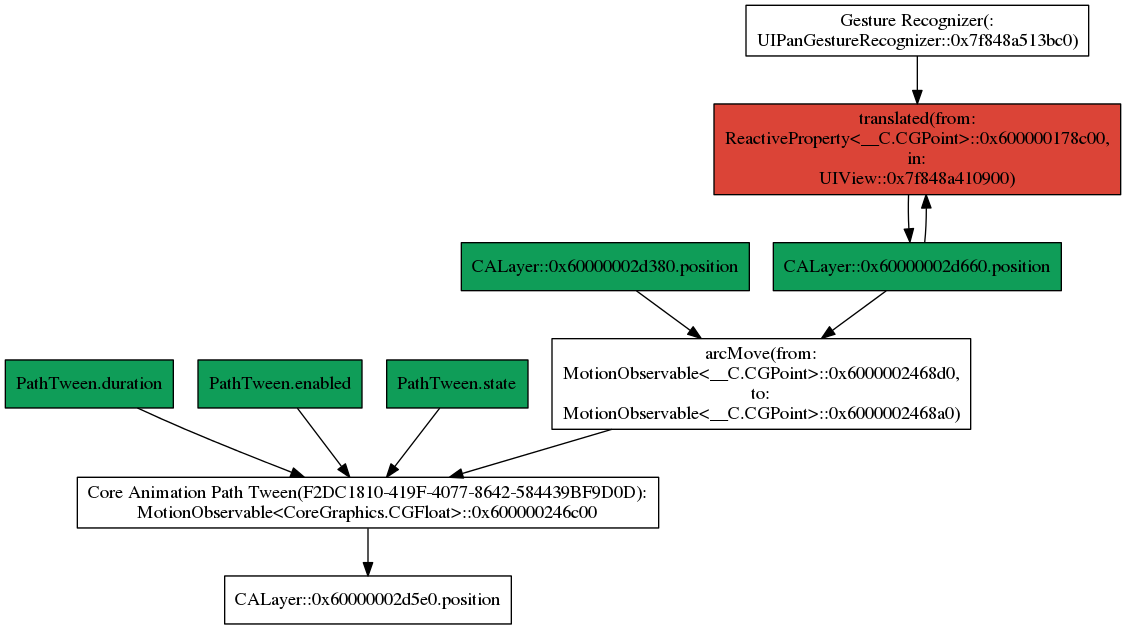 Gesture Recognizer(:
UIPanGestureRecognizer::0x7f848a513bc0)
translated(from:
ReactiveProperty<__C.CGPoint>::0x600000178c00,
in:
UIView::0x7f848a410900)
CALayer::0x60000002d380.position
CALayer::0x60000002d660.position
arcMove(from:
MotionObservable<__C.CGPoint>::0x6000002468d0,
to:
MotionObservable<__C.CGPoint>::0x6000002468a0)
PathTween.duration
PathTween.enabled
PathTween.state
Core Animation Path Tween(F2DC1810-419F-4077-8642-584439BF9D0D):
MotionObservable<CoreGraphics.CGFloat>::0x600000246c00
CALayer::0x60000002d5e0.position